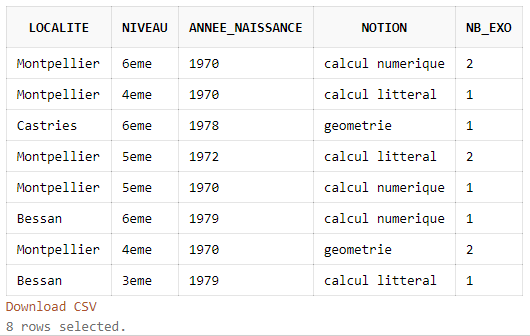 LOCALITE NIVEAU ANNEE_NAISSANCE NOTION NB_EXO
Montpellier 6eme 1970 calcul numerique 2
Montpellier 4eme 1970 calcul litteral 1
Castries 6eme 1978 geometrie 1
Montpellier 5eme 1972 calcul litteral 2
Montpellier 5eme 1970 calcul numerique 1
Bessan 6eme 1979 calcul numerique 1
Montpellier 4eme 1970 geometrie 2
Bessan 3eme 1979 calcul litteral 1
Download CSV
8 rows selected.